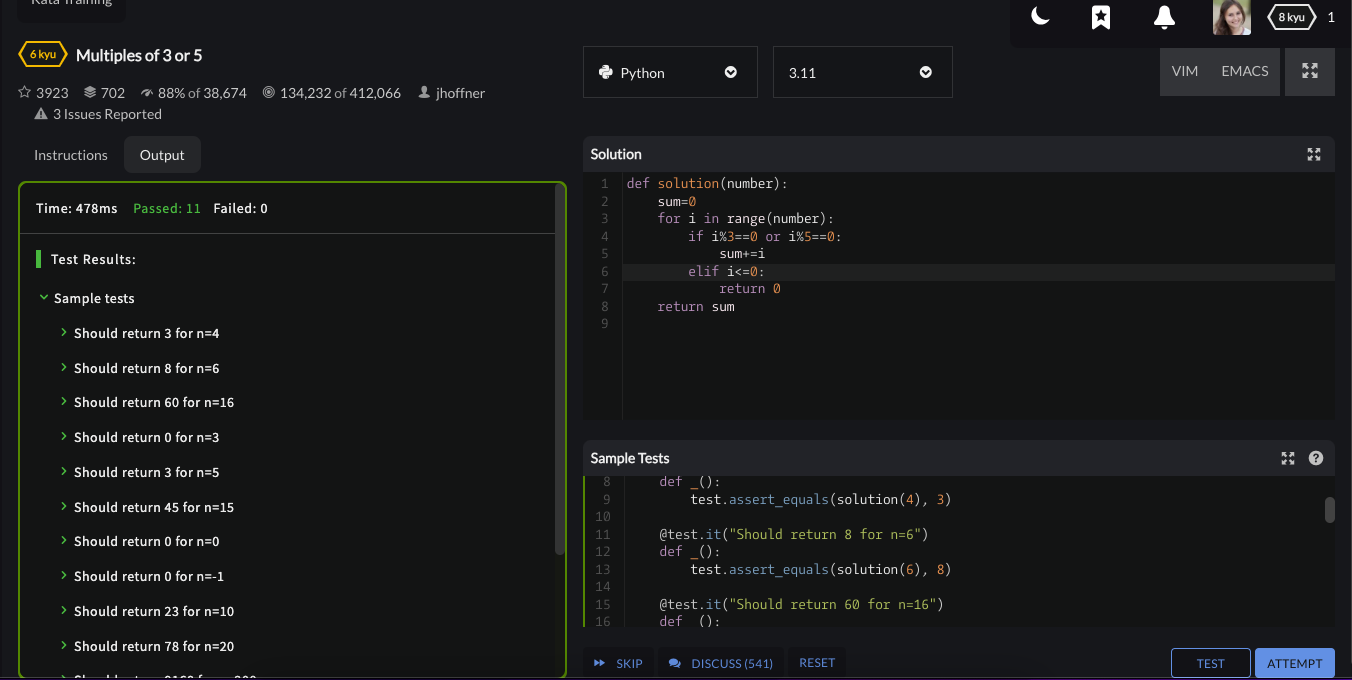 Kata Training
8 kyu 1
6 kyu Multiples of 3 or 5
3923 702 88% of 38,674 134,232 of 412,066 jhoffner
3 Issues Reported
Instructions Output
Time: 478ms Passed: 11 Failed: 0
Test Results:
Sample tests
Should return 3 for n=4
Should return 8 for n=6
Should return 60 for n=16
Should return 0 for n=3
Should return 3 for n=5
Should return 45 for n=15
Should return 0 for n=0
Should return 0 for n=-1
Should return 23 for n=10
Should return 78 for n=20
Python 3.11
VIM EMACS
Solution
1 def solution(number):
2     sum=0
3     for i in range(number):
4         if i%3==0 or i%5==0:
5             sum+=i
6         elif i<=0:
7             return 0
8     return sum
9
Sample Tests
8     def _():
9         test.assert_equals(solution(4), 3)
10
11     @test.it("Should return 8 for n=6")
12     def _():
13         test.assert_equals(solution(6), 8)
14
15     @test.it("Should return 60 for n=16")
16     def _():
SKIP DISCUSS (541) RESET
TEST ATTEMPT